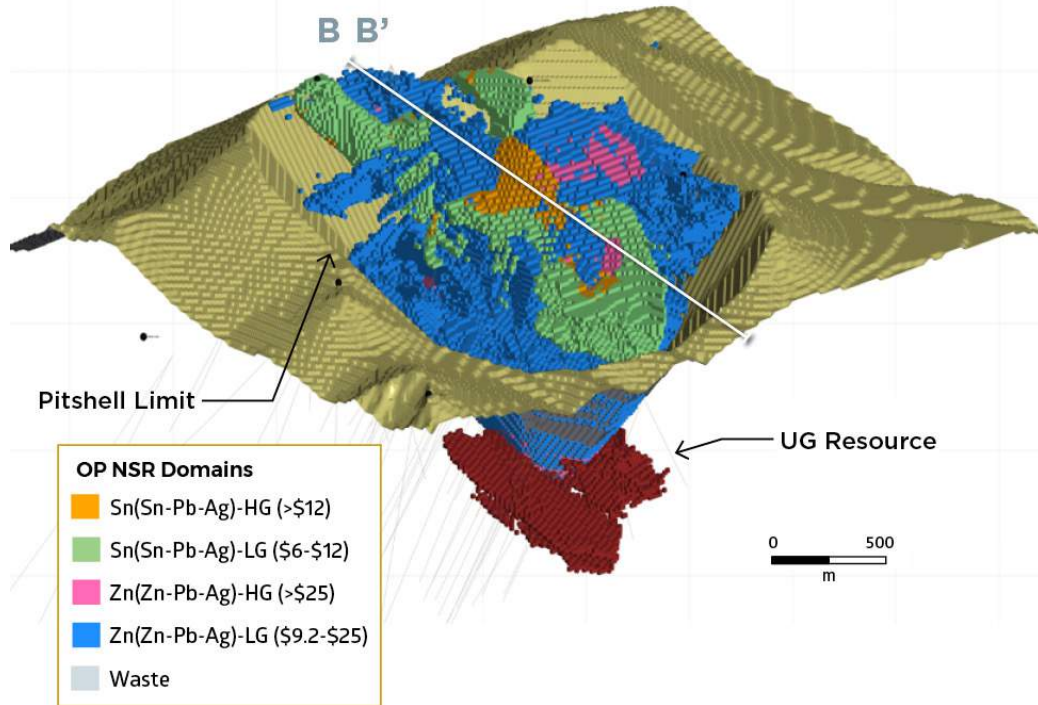 B B'
Pitshell Limit
UG Resource
OP NSR Domains
Sn(Sn-Pb-Ag)-HG (>$12)
Sn(Sn-Pb-Ag)-LG ($6-$12)
Zn(Zn-Pb-Ag)-HG (>$25)
Zn(Zn-Pb-Ag)-LG ($9.2-$25)
Waste
0 500
m